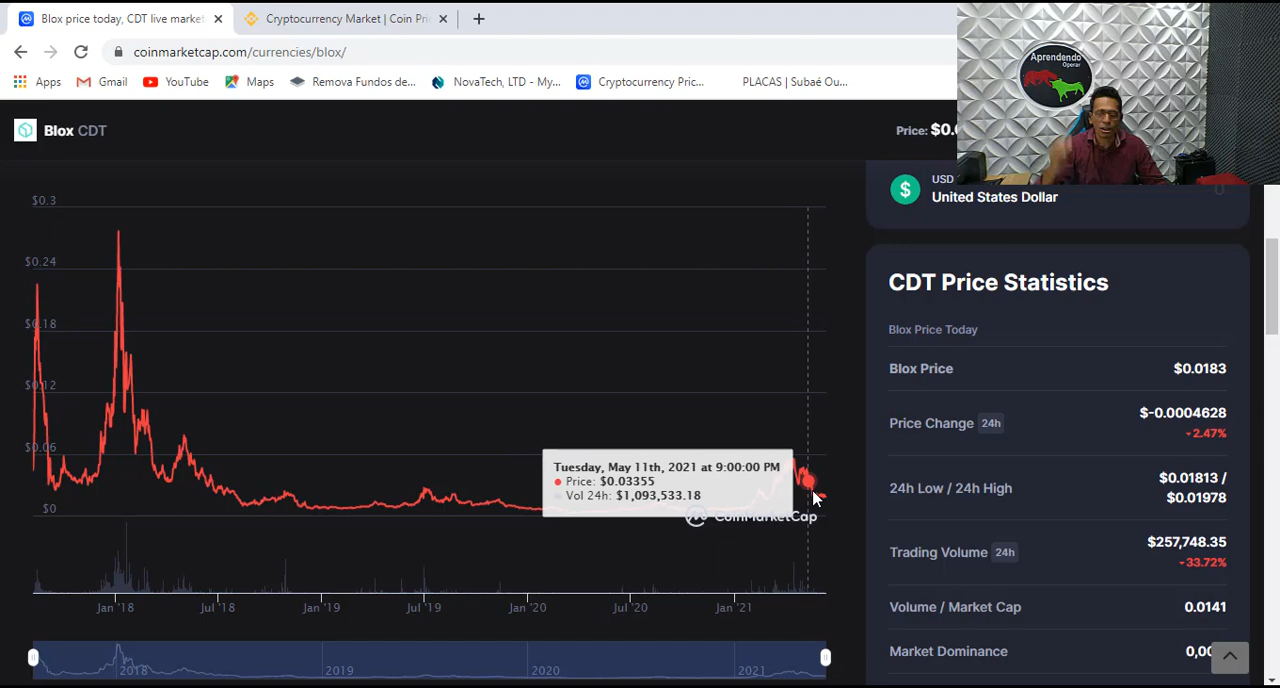 Blox price today, CDT live market
Cryptocurrency Market | Coin Pri
coinmarketcap.com/currencies/blox/
Apps
Gmail
YouTube
Maps
Remova Fundos de...
NovaTech, LTD - My...
Cryptocurrency Pric...
PLACAS | Subaé Ou...
Aprendendo
Operar
Blox CDT
Price: $0.
USD
United States Dollar
$0.3
$0.24
$0.18
$0.12
$0.06
$0
Tuesday, May 11th, 2021 at 9:00:00 PM
Price: $0.03355
Vol 24h: $1,093,533.18
CoinMarketCap
Jan '18
Jul '18
Jan '19
Jul '19
Jan '20
Jul '20
Jan '21
2018
2019
2020
2021
CDT Price Statistics
Blox Price Today
Blox Price
$0.0183
Price Change 24h
$-0.0004628
2.47%
24h Low / 24h High
$0.01813 /
$0.01978
Trading Volume 24h
$257,748.35
33.72%
Volume / Market Cap
0.0141
Market Dominance
0,00